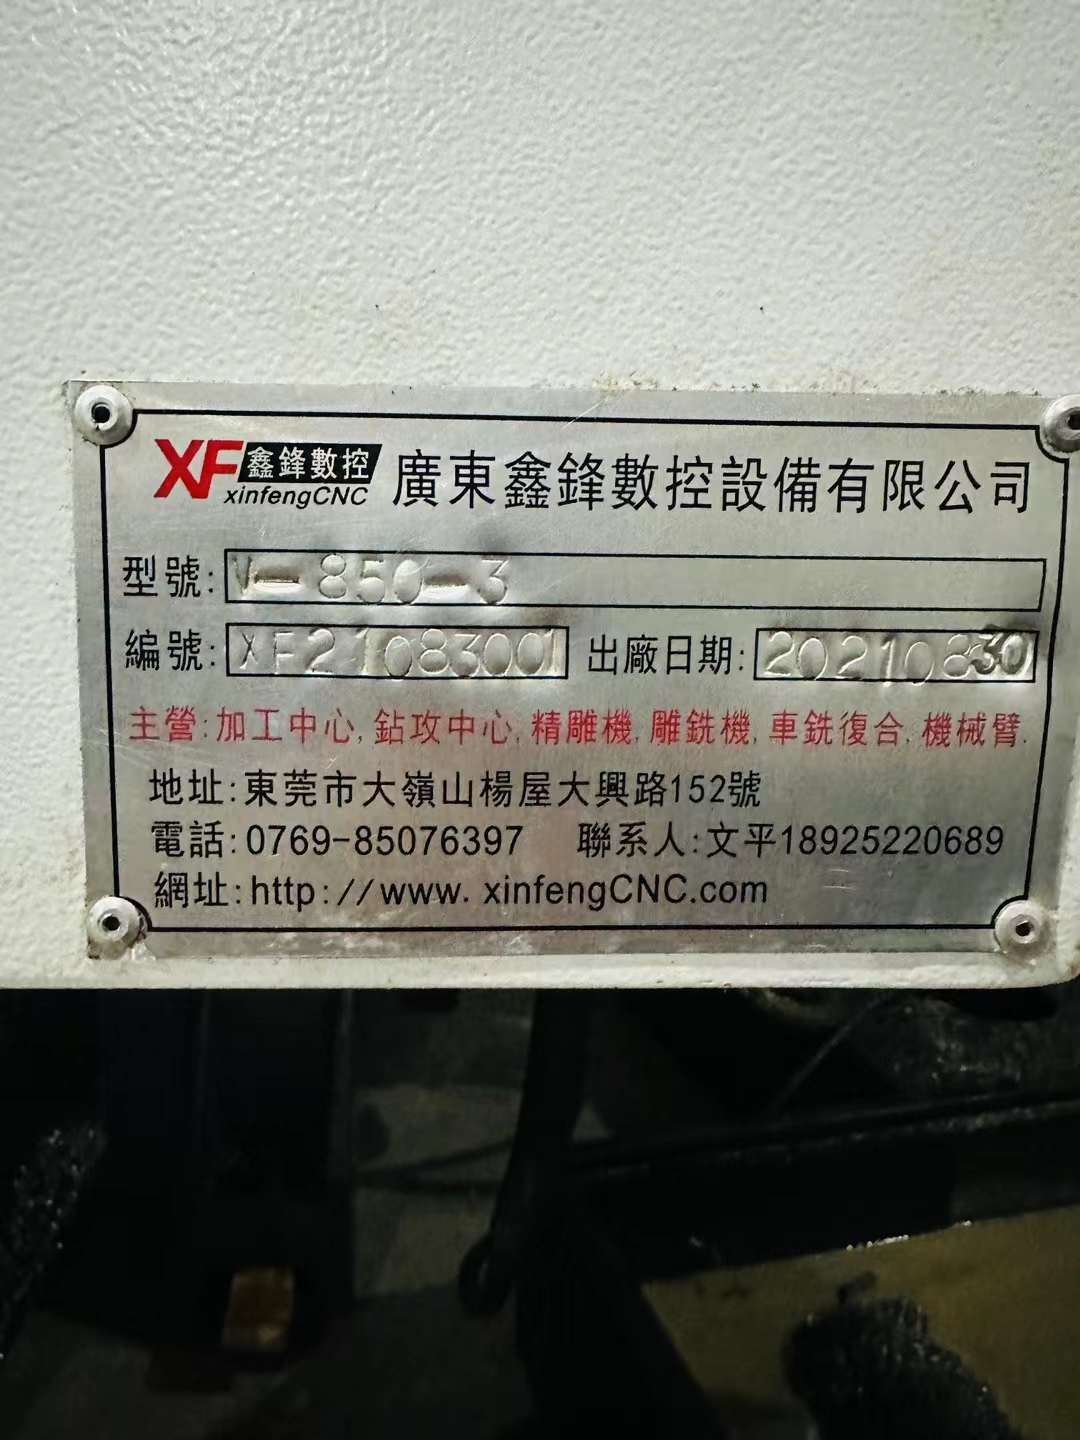 XF鑫鋒數控
xinfengCNC
廣東鑫鋒數控設備有限公司
型號: V-850-3
編號: XF21083001 出廠日期: 20210830
主營:加工中心,鉆攻中心,精雕機,雕銑機,車銑復合,機械臂.
地址:東莞市大嶺山楊屋大興路152號
電話:0769-85076397 聯系人:文平18925220689
網址:http://www.xinfengCNC.com